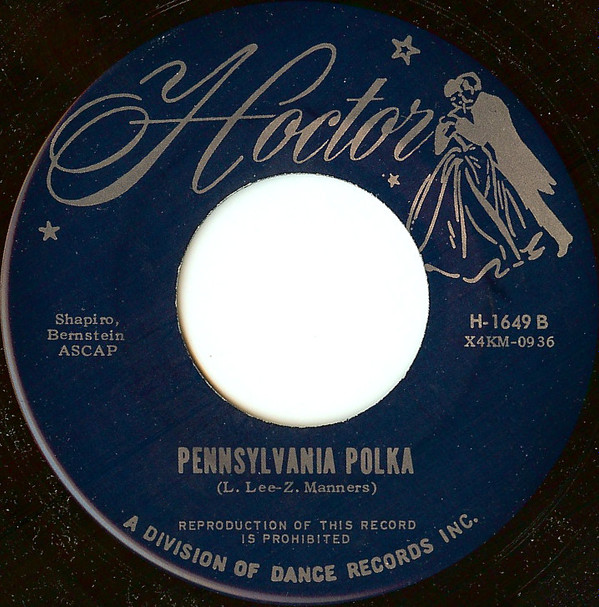 Hoctor
Shapiro,
Bernstein
ASCAP
H-1649 B
X4KM-0936
PENNSYLVANIA POLKA
(L. Lee-Z. Manners)
REPRODUCTION OF THIS RECORD
IS PROHIBITED
A DIVISION OF DANCE RECORDS INC.